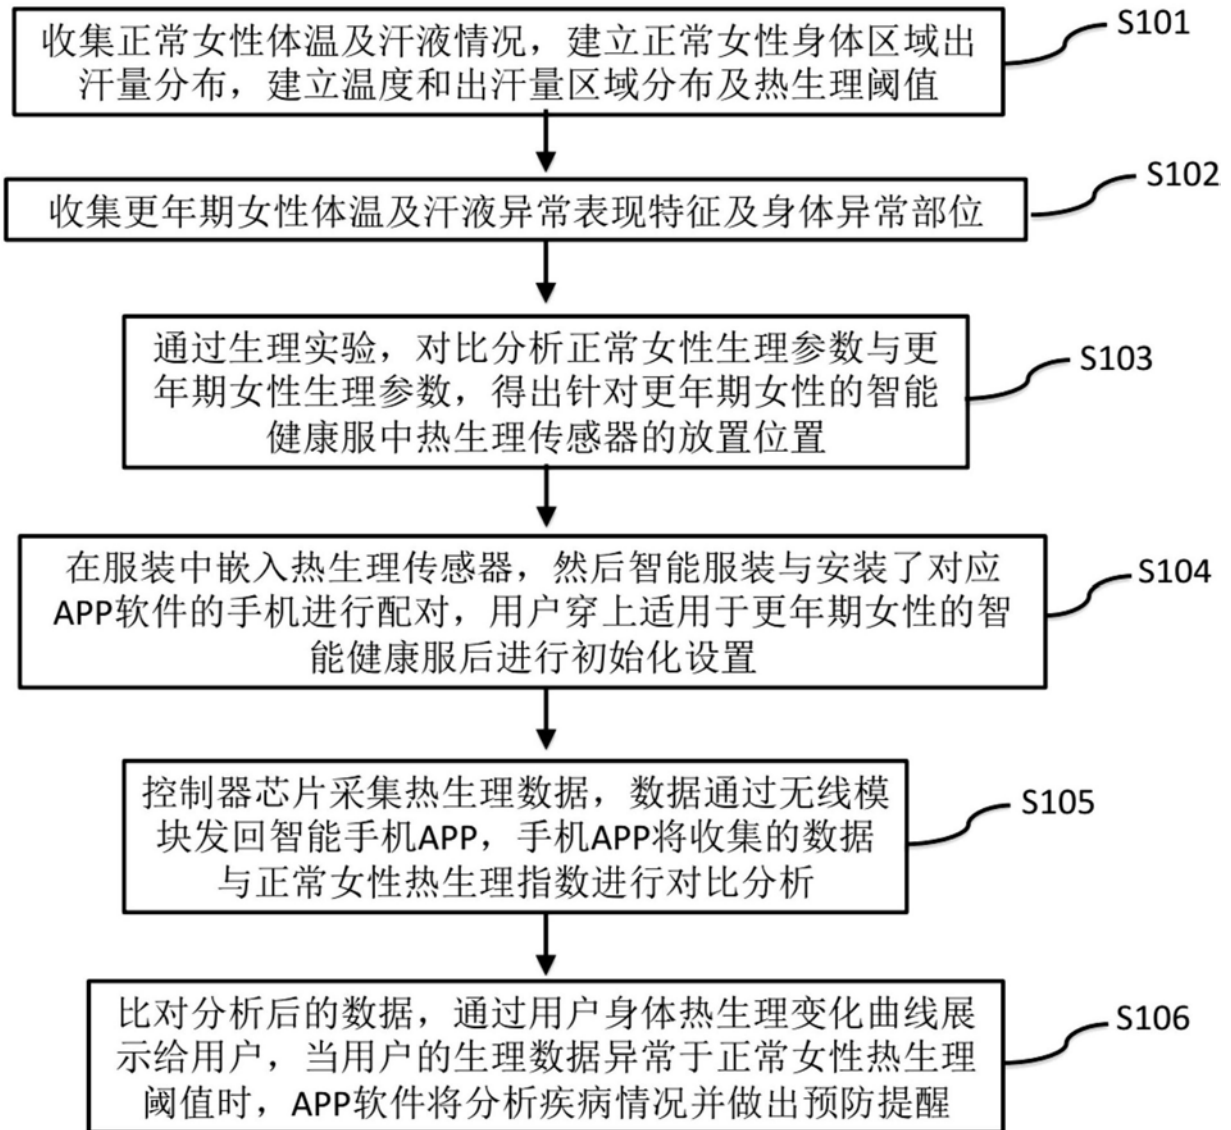 收集正常女性体温及汗液情况，建立正常女性身体区域出
汗量分布，建立温度和出汗量区域分布及热生理阈值
S101
收集更年期女性体温及汗液异常表现特征及身体异常部位
S102
通过生理实验，对比分析正常女性生理参数与更
年期女性生理参数，得出针对更年期女性的智能
健康服中热生理传感器的放置位置
S103
在服装中嵌入热生理传感器，然后智能服装与安装了对应
APP软件的手机进行配对，用户穿上适用于更年期女性的智
能健康服后进行初始化设置
S104
控制器芯片采集热生理数据，数据通过无线模
块发回智能手机APP，手机APP将收集的数据
与正常女性热生理指数进行对比分析
S105
比对分析后的数据，通过用户身体热生理变化曲线展
示给用户，当用户的生理数据异常于正常女性热生理
阈值时，APP软件将分析疾病情况并做出预防提醒
S106